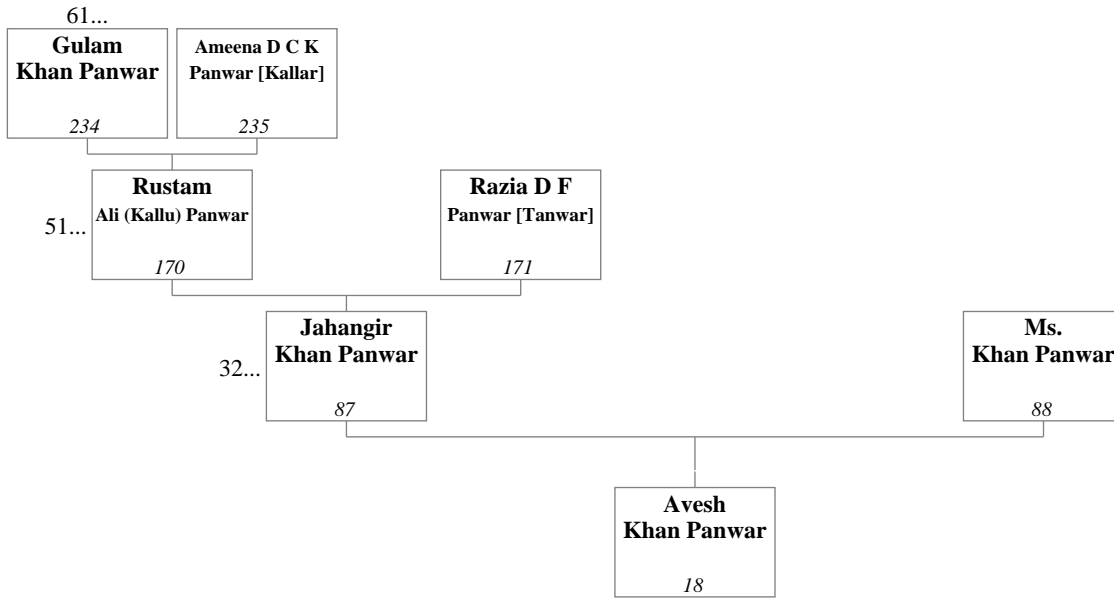 61...
Gulam
Khan Panwar
234
Ameena D C K
Panwar [Kallar]
235
51...
Rustam
Ali (Kallu) Panwar
170
Razia D F
Panwar [Tanwar]
171
32...
Jahangir
Khan Panwar
87
Ms.
Khan Panwar
88
Avesh
Khan Panwar
18